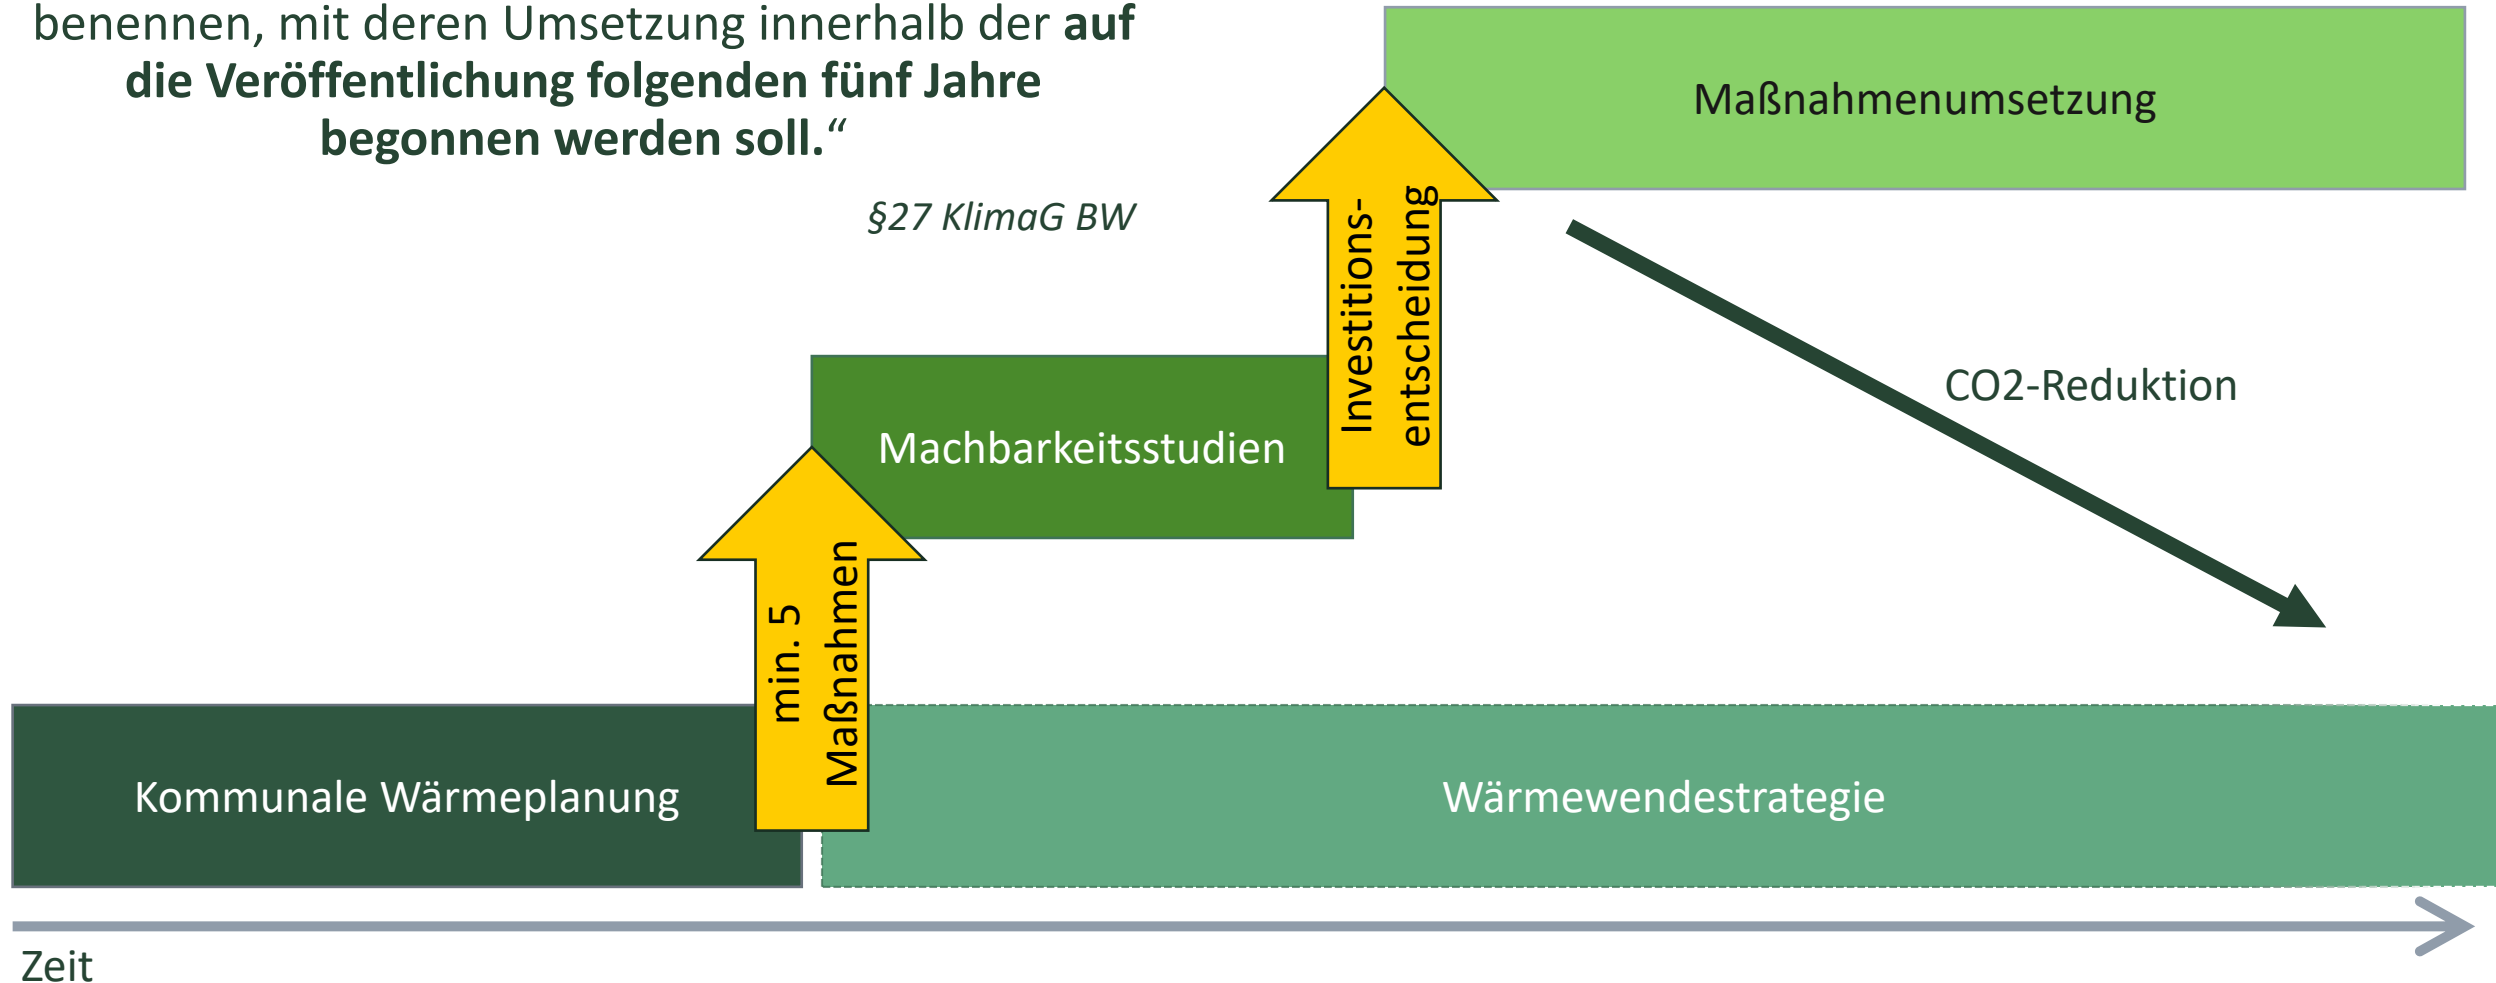 benennen, mit deren Umsetzung innerhalb der auf
die Veröffentlichung folgenden fünf Jahre
begonnen werden soll.“
§27 KlimaG BW
Maßnahmenumsetzung
Investitions-
entscheidung
CO2-Reduktion
Machbarkeitsstudien
min. 5
Maßnahmen
Kommunale Wärmeplanung
Wärmewendestrategie
Zeit